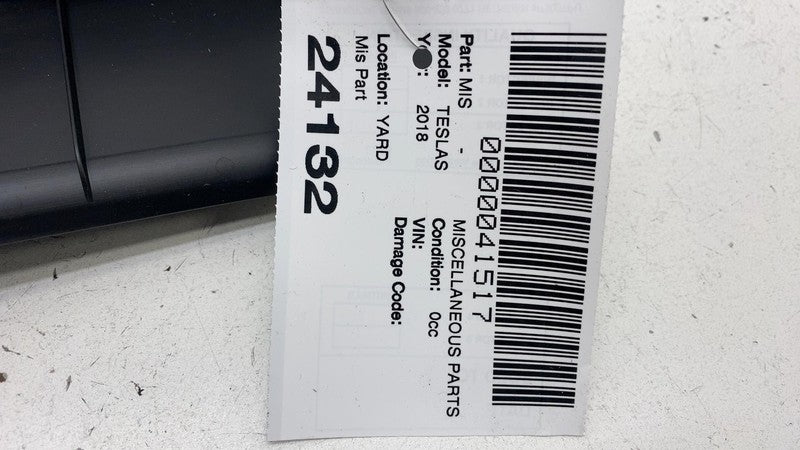 0000041517
Part: MIS - MISCELLANEOUS PARTS
Model: TESLAS Condition: 0cc
2018 VIN:
Damage Code:
Location: YARD
Mis Part
24132